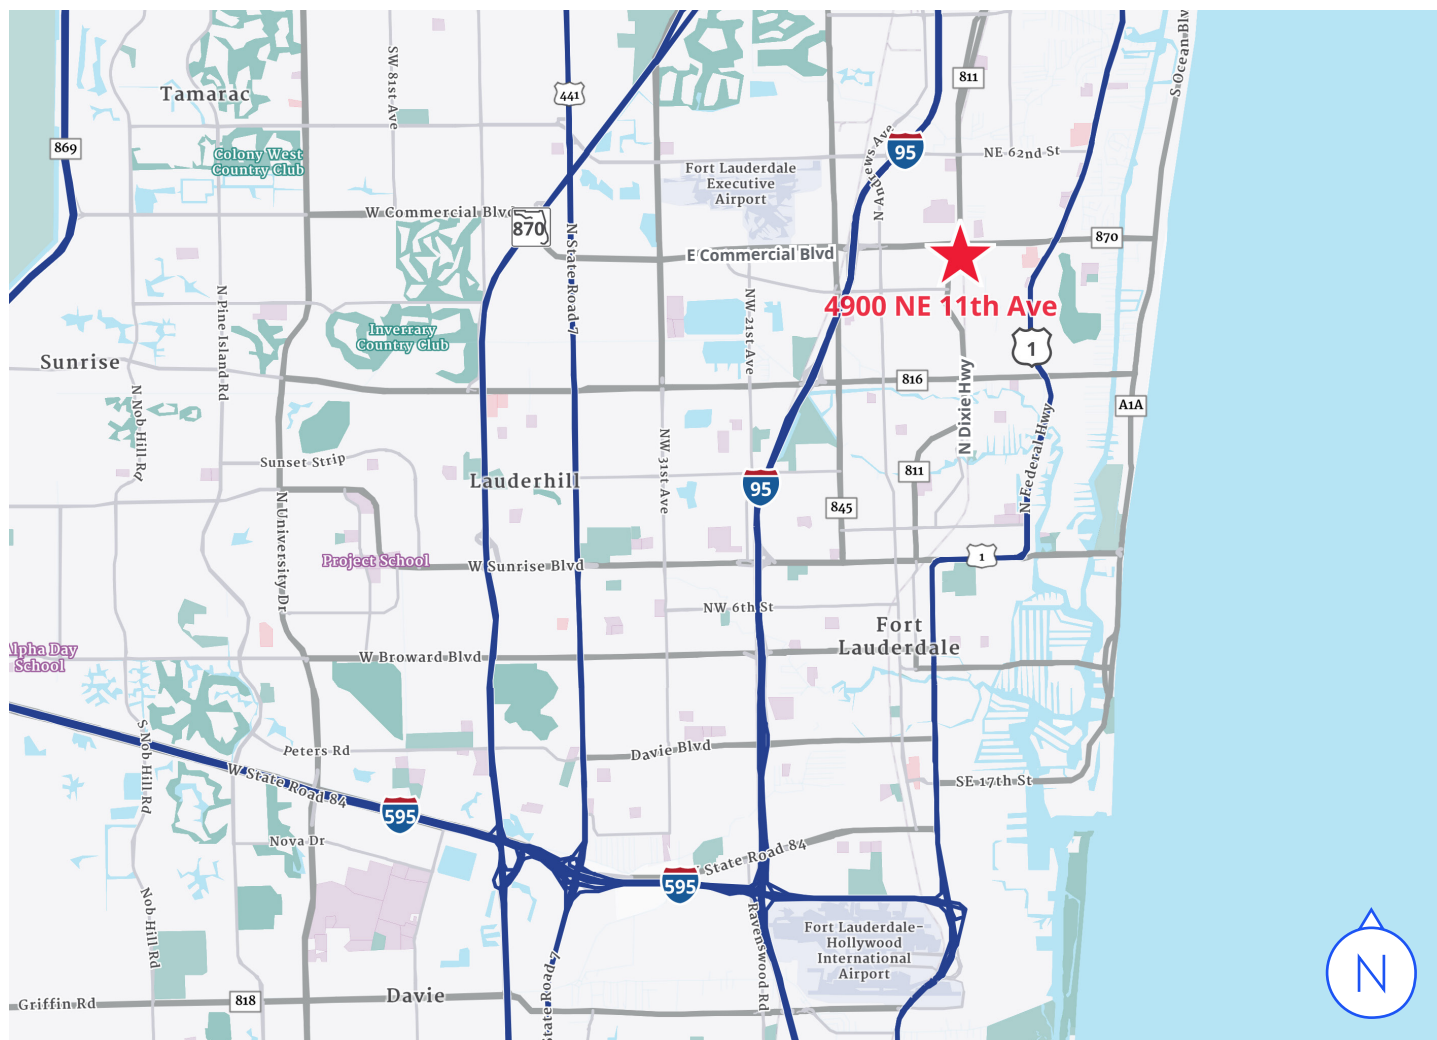 S Ocean Blv
SW 81st Ave
811
Tamarac
441
869
95
N Andrews Ave
NE 62nd St
Colony West
Country Club
Fort Lauderdale
Executive
Airport
W Commercial Blvd
870
870
E Commercial Blvd
N State Road 7
4900 NE 11th Ave
N Pine Island Rd
NW 21st Ave
Inverrary
Country Club
1
Sunrise
816
N Dixie Hwy
A1A
N Nob Hill Rd
N Federal Hwy
NW 31st Ave
Sunset Strip
811
Lauderhill
95
845
N University Dr
Project School
W Sunrise Blvd
1
NW 6th St
Fort
Lauderdale
Alpha Day
School
W Broward Blvd
S Nob Hill Rd
Peters Rd
Davie Blvd
W State Road 84
SE 17th St
595
Nova Dr
State Road 84
595
Nob Hill Rd
Ravenswood Rd
Fort Lauderdale-
Hollywood
International
Airport
N
State Road 7
Davie
818
Griffin Rd